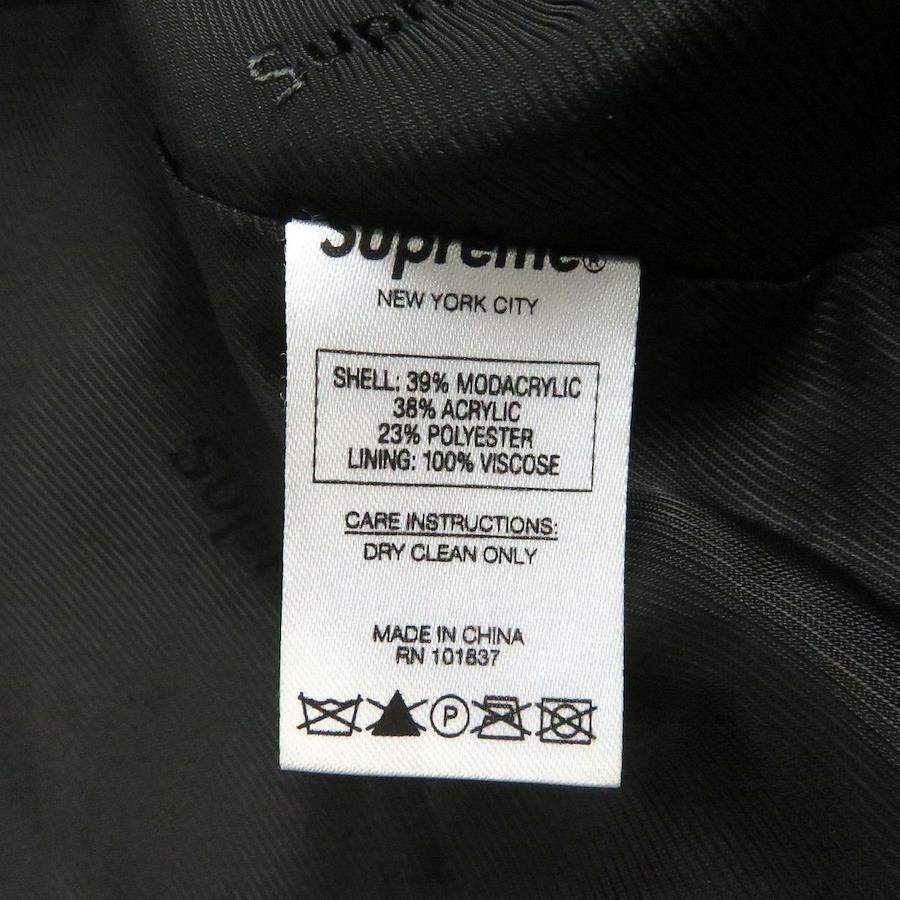 Supr
Supreme®
NEW YORK CITY
SHELL: 39% MODACRYLIC
38% ACRYLIC
23% POLYESTER
LINING: 100% VISCOSE
CARE INSTRUCTIONS:
DRY CLEAN ONLY
MADE IN CHINA
RN 101837
P